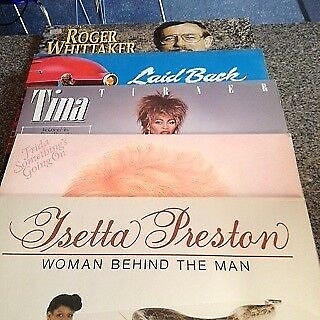 ROGER
WHITTAKER
Laid Back
Tina
TURNER
Frida
Something's
Going On
Isetta Preston
WOMAN BEHIND THE MAN